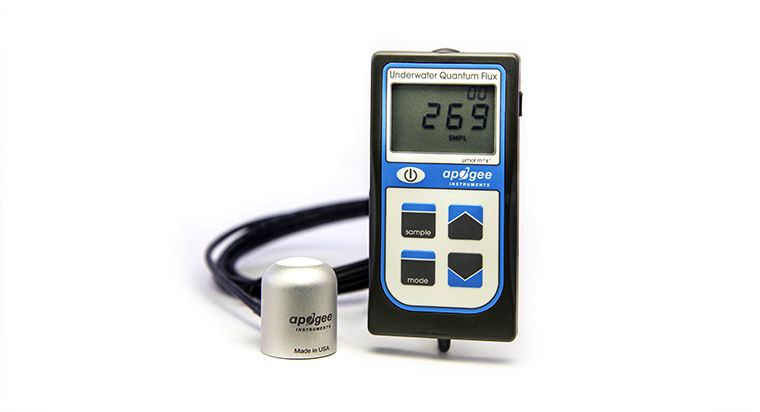 Underwater Quantum Flux
00
269
SMPL
µmol m⁻² s⁻¹
apogee
INSTRUMENTS
sample
mode
apogee
INSTRUMENTS
Made in USA